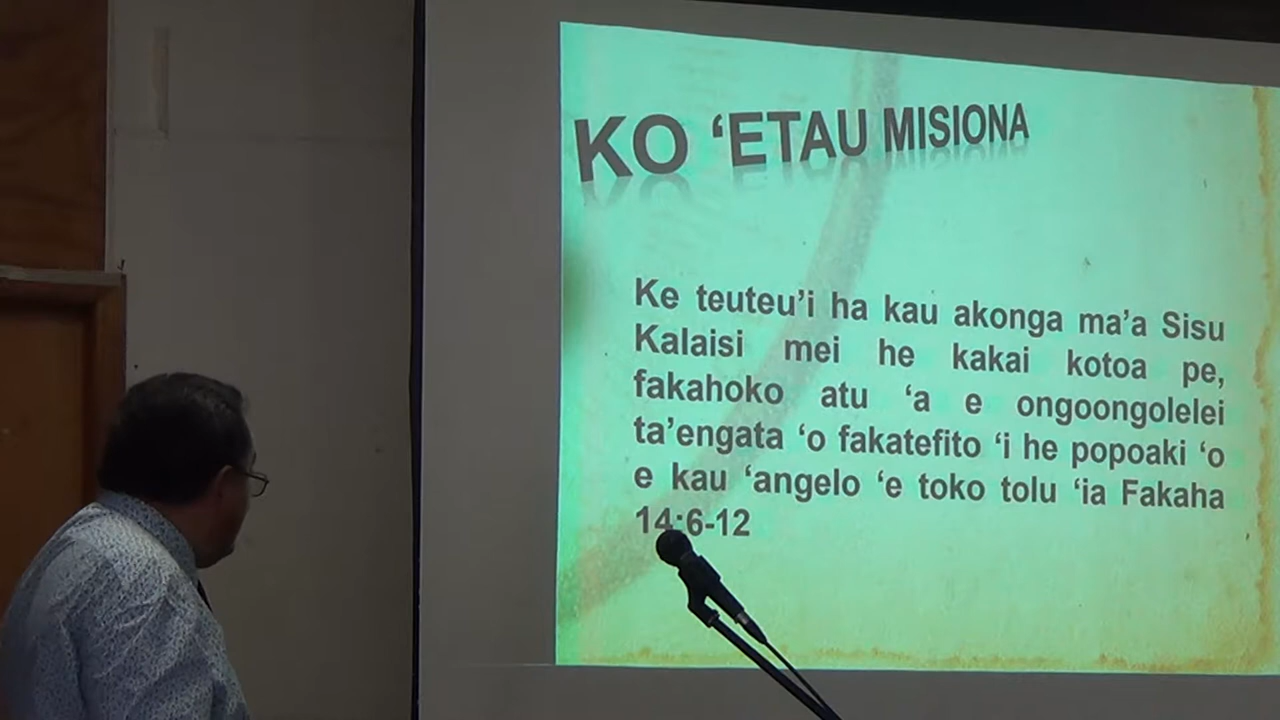 KO ‘ETAU MISIONA
Ke teuteu’i ha kau akonga ma’a Sisu
Kalaisi mei he kakai kotoa pe,
fakahoko atu ‘a e ongoongolelei
ta’engata ‘o fakatefito ‘i he popoaki ‘o
e kau ‘angelo ‘e toko tolu ‘ia Fakaha
14:6-12